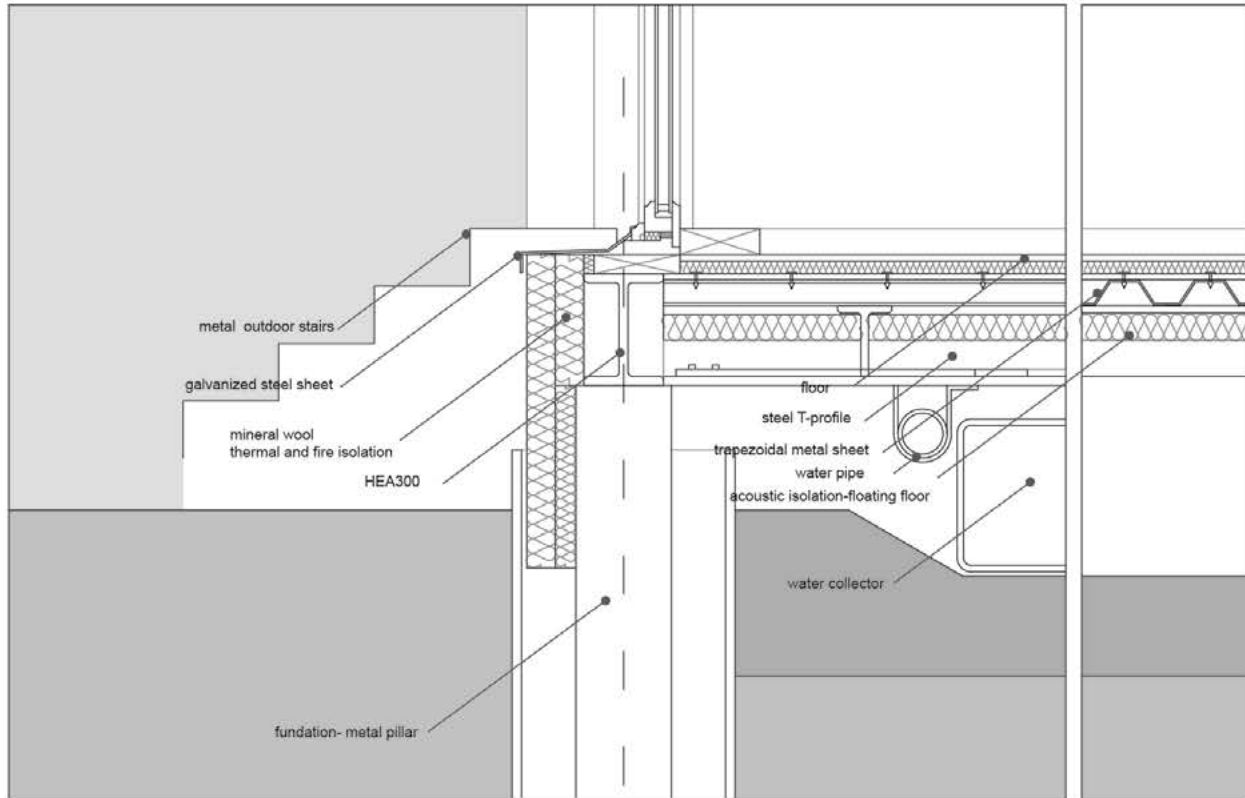 metal  outdoor stairs
galvanized steel sheet
mineral wool
thermal and fire isolation
HEA300
floor
steel T-profile
trapezoidal metal sheet
water pipe
acoustic isolation-floating floor
water collector
fundation- metal pillar